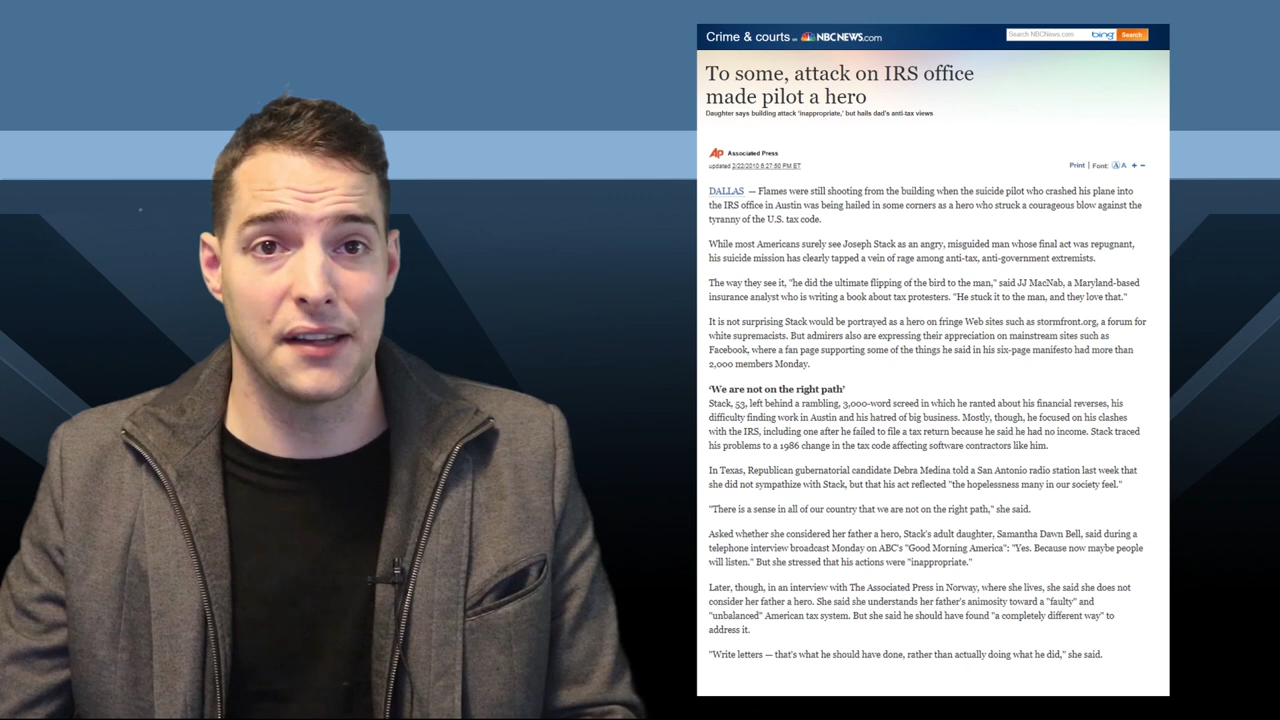 Crime & courts on NBCNEWS.com
Search NBCNews.com bing Search
To some, attack on IRS office
made pilot a hero
Daughter says building attack 'inappropriate,' but hails dad's anti-tax views
AP Associated Press
updated 2/22/2010 6:27:50 PM ET
Print | Font: A A + −
DALLAS — Flames were still shooting from the building when the suicide pilot who crashed his plane into
the IRS office in Austin was being hailed in some corners as a hero who struck a courageous blow against the
tyranny of the U.S. tax code.
While most Americans surely see Joseph Stack as an angry, misguided man whose final act was repugnant,
his suicide mission has clearly tapped a vein of rage among anti-tax, anti-government extremists.
The way they see it, "he did the ultimate flipping of the bird to the man," said JJ MacNab, a Maryland-based
insurance analyst who is writing a book about tax protesters. "He stuck it to the man, and they love that."
It is not surprising Stack would be portrayed as a hero on fringe Web sites such as stormfront.org, a forum for
white supremacists. But admirers also are expressing their appreciation on mainstream sites such as
Facebook, where a fan page supporting some of the things he said in his six-page manifesto had more than
2,000 members Monday.
'We are not on the right path'
Stack, 53, left behind a rambling, 3,000-word screed in which he ranted about his financial reverses, his
difficulty finding work in Austin and his hatred of big business. Mostly, though, he focused on his clashes
with the IRS, including one after he failed to file a tax return because he said he had no income. Stack traced
his problems to a 1986 change in the tax code affecting software contractors like him.
In Texas, Republican gubernatorial candidate Debra Medina told a San Antonio radio station last week that
she did not sympathize with Stack, but that his act reflected "the hopelessness many in our society feel."
"There is a sense in all of our country that we are not on the right path," she said.
Asked whether she considered her father a hero, Stack's adult daughter, Samantha Dawn Bell, said during a
telephone interview broadcast Monday on ABC's "Good Morning America": "Yes. Because now maybe people
will listen." But she stressed that his actions were "inappropriate."
Later, though, in an interview with The Associated Press in Norway, where she lives, she said she does not
consider her father a hero. She said she understands her father's animosity toward a "faulty" and
"unbalanced" American tax system. But she said he should have found "a completely different way" to
address it.
"Write letters — that's what he should have done, rather than actually doing what he did," she said.